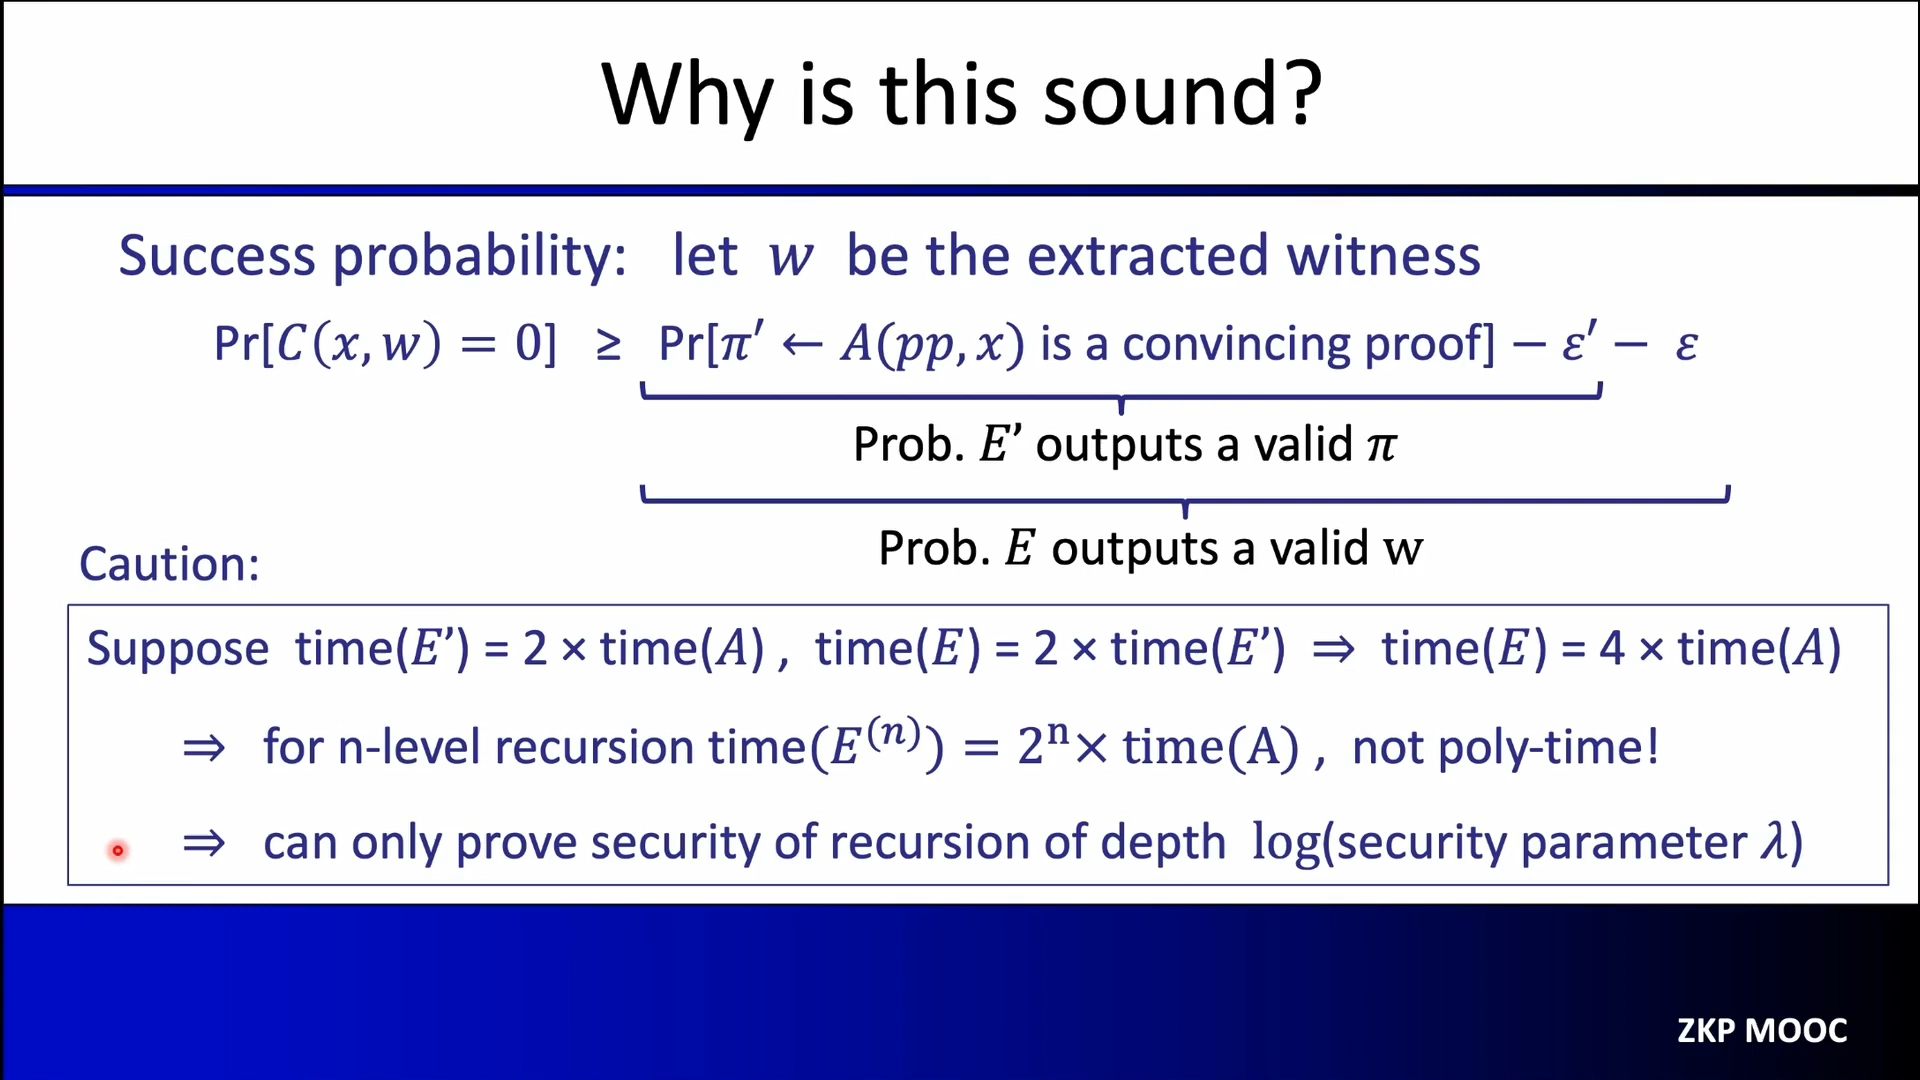 Why is this sound?
Success probability: let w be the extracted witness
Pr[C(x, w) = 0] ≥ Pr[π′ ← A(pp, x) is a convincing proof] − ε′ − ε
Prob. E’ outputs a valid π
Prob. E outputs a valid w
Caution:
Suppose time(E’) = 2 × time(A) , time(E) = 2 × time(E’) ⇒ time(E) = 4 × time(A)
⇒ for n-level recursion time(E⁽ⁿ⁾) = 2ⁿ× time(A) , not poly-time!
⇒ can only prove security of recursion of depth log(security parameter λ)
ZKP MOOC